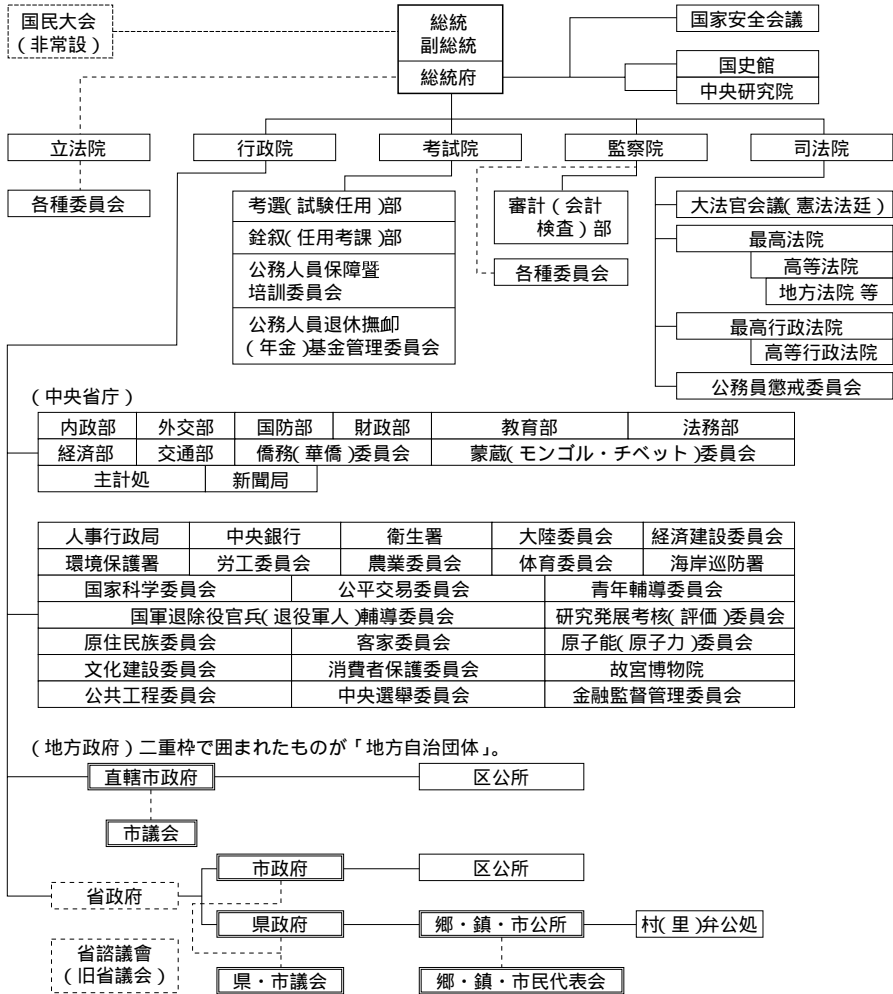 国民大会
（非常設）
総統
副総統
総統府
国家安全会議
国史館
中央研究院
立法院
行政院
考試院
監察院
司法院
各種委員会
考選（試験任用）部
銓叙（任用考課）部
公務人員保障暨
培訓委員会
公務人員退休撫卹
（年金）基金管理委員会
審計（会計
検査）部
各種委員会
大法官会議（憲法法廷）
最高法院
高等法院
地方法院 等
最高行政法院
高等行政法院
公務員懲戒委員会
（中央省庁）
内政部 外交部 国防部 財政部 教育部 法務部
経済部 交通部 僑務（華僑）委員会 蒙蔵（モンゴル・チベット）委員会
主計処 新聞局
人事行政局 中央銀行 衛生署 大陸委員会 経済建設委員会
環境保護署 労工委員会 農業委員会 体育委員会 海岸巡防署
国家科学委員会 公平交易委員会 青年輔導委員会
国軍退除役官兵（退役軍人）輔導委員会 研究発展考核（評価）委員会
原住民族委員会 客家委員会 原子能（原子力）委員会
文化建設委員会 消費者保護委員会 故宮博物院
公共工程委員会 中央選舉委員会 金融監督管理委員会
（地方政府）二重枠で囲まれたものが「地方自治団体」。
直轄市政府 区公所
市議会
市政府 区公所
省政府
県政府 郷・鎮・市公所 村（里）弁公処
省諮議會
（旧省議会）
県・市議会 郷・鎮・市民代表会